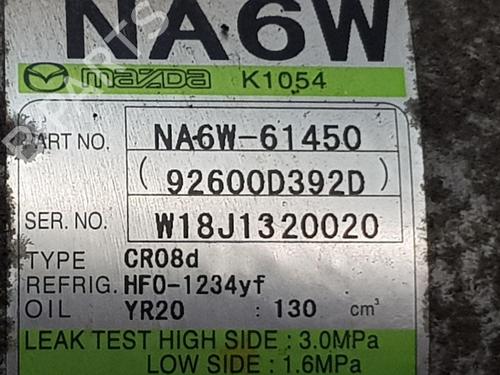 NA6W
mazda K1054
PART NO. NA6W-61450
(92600D392D)
SER. NO. W18J1320020
TYPE CR08d
REFRIG. HFO-1234yf
OIL YR20 : 130 cm³
LEAK TEST HIGH SIDE : 3.0MPa
LOW SIDE : 1.6MPa